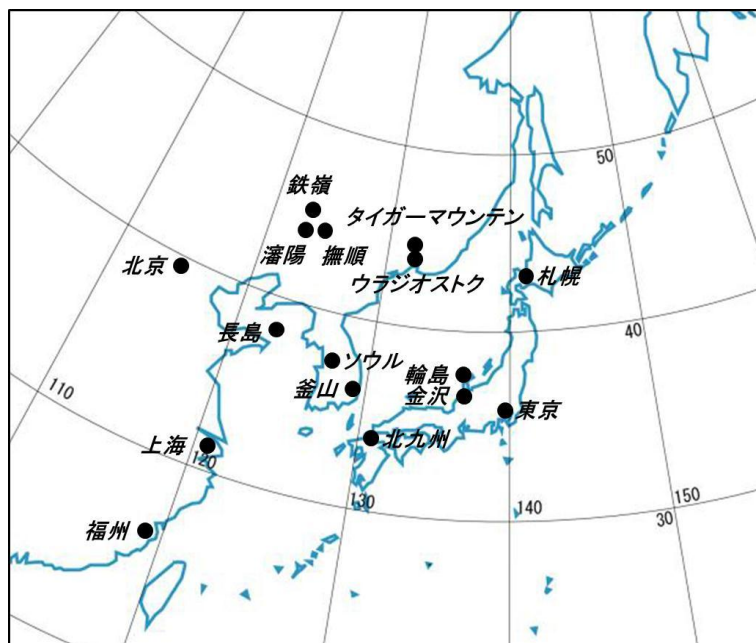 50
鉄嶺
タイガーマウンテン
瀋陽
撫順
北京
ウラジオストク
札幌
40
長島
ソウル
輪島
釜山
金沢
110
東京
北九州
上海
120
130
140
150
30
福州